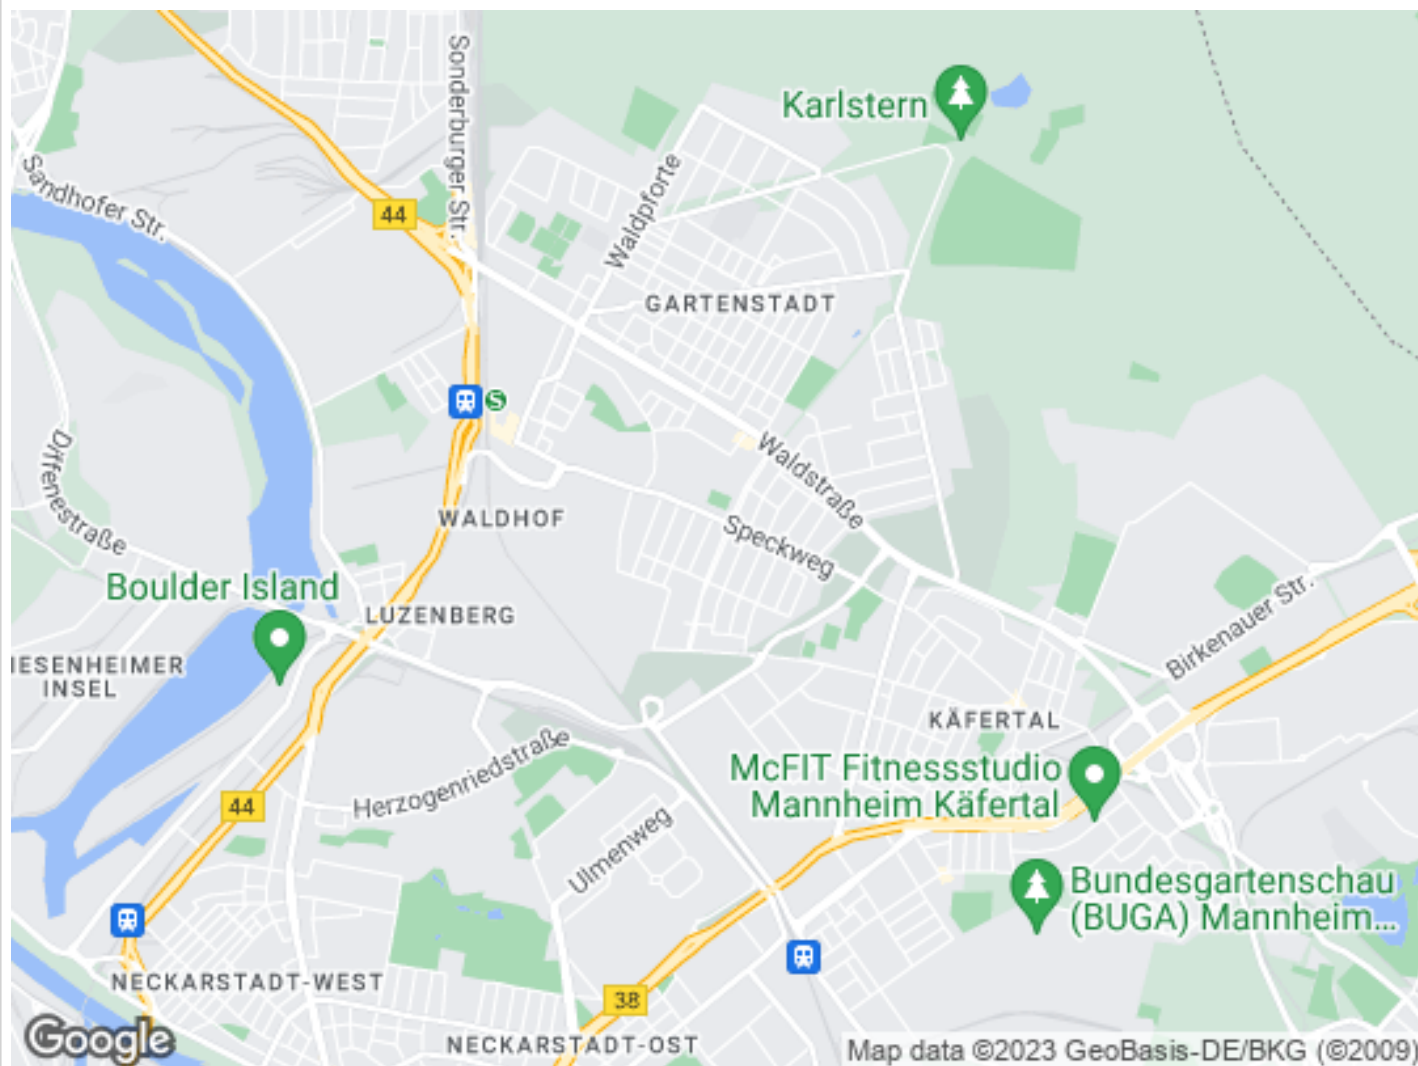 Sonderburger Str.
Karlstern
Sandhofer Str.
44
Waldpforte
GARTENSTADT
S
Diffenestraße
Waldstraße
WALDHOF
Speckweg
Boulder Island
LUZENBERG
Birkenauer Str.
IESENHEIMER
INSEL
KÄFERTAL
Herzogenriedstraße
McFIT Fitnessstudio
Mannheim Käfertal
44
Ulmenweg
Bundesgartenschau
(BUGA) Mannheim...
NECKARSTADT-WEST
38
Google
NECKARSTADT-OST
Map data ©2023 GeoBasis-DE/BKG (©2009)